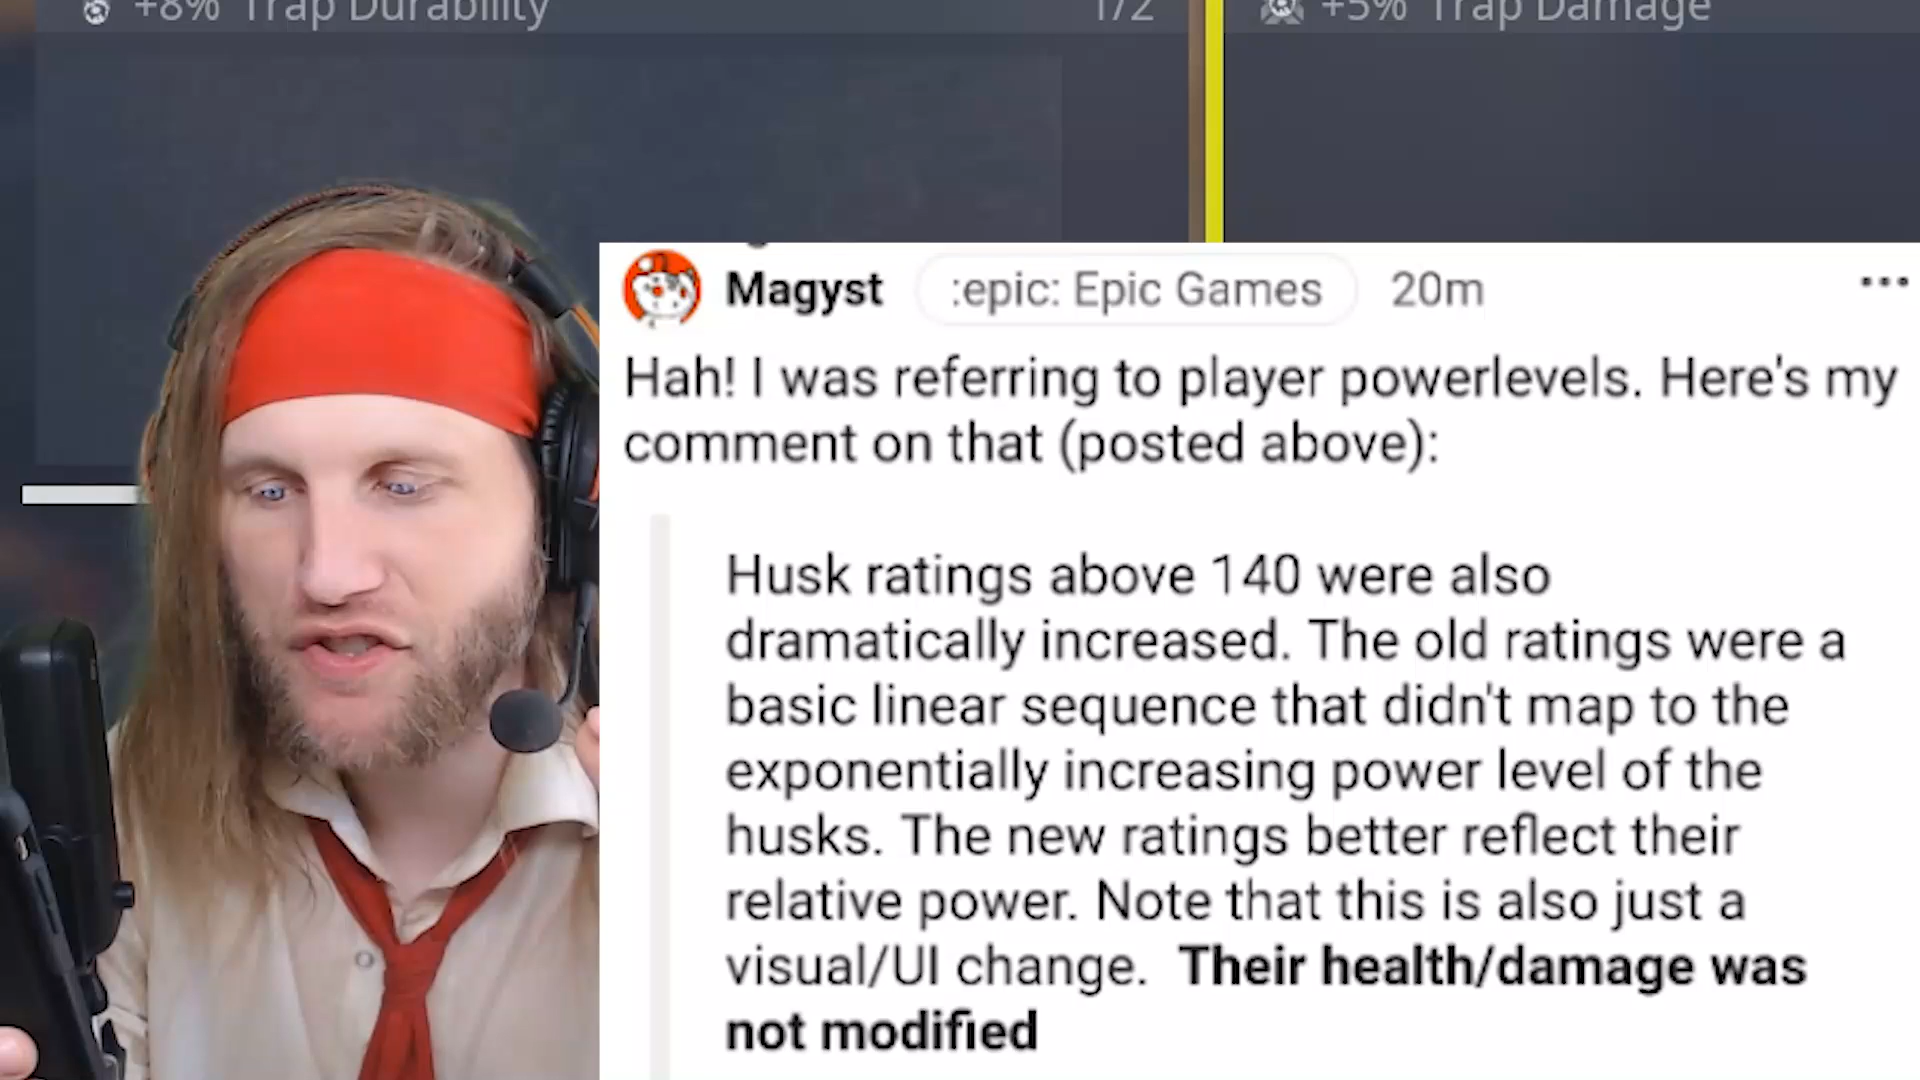 +8% Trap Durability 1/2 +5% Trap Damage
Magyst :epic: Epic Games 20m
Hah! I was referring to player powerlevels. Here's my
comment on that (posted above):
Husk ratings above 140 were also
dramatically increased. The old ratings were a
basic linear sequence that didn't map to the
exponentially increasing power level of the
husks. The new ratings better reflect their
relative power. Note that this is also just a
visual/UI change. Their health/damage was
not modified